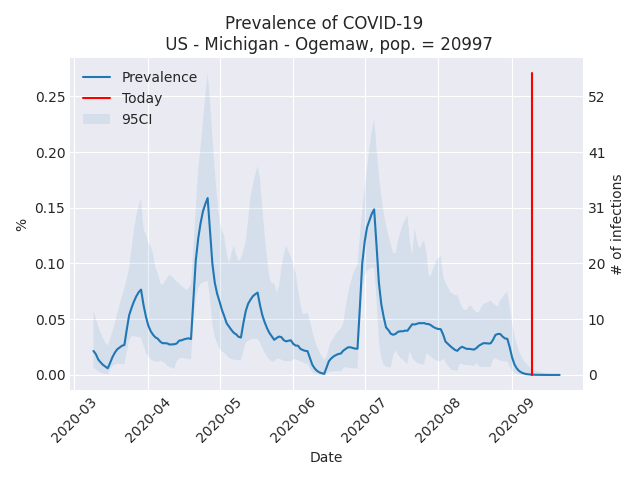 Prevalence of COVID-19
US - Michigan - Ogemaw, pop. = 20997
Prevalence
Today
95CI
0.25
0.20
0.15
0.10
0.05
0.00
%
52
41
31
20
10
0
# of infections
2020-03
2020-04
2020-05
2020-06
2020-07
2020-08
2020-09
Date